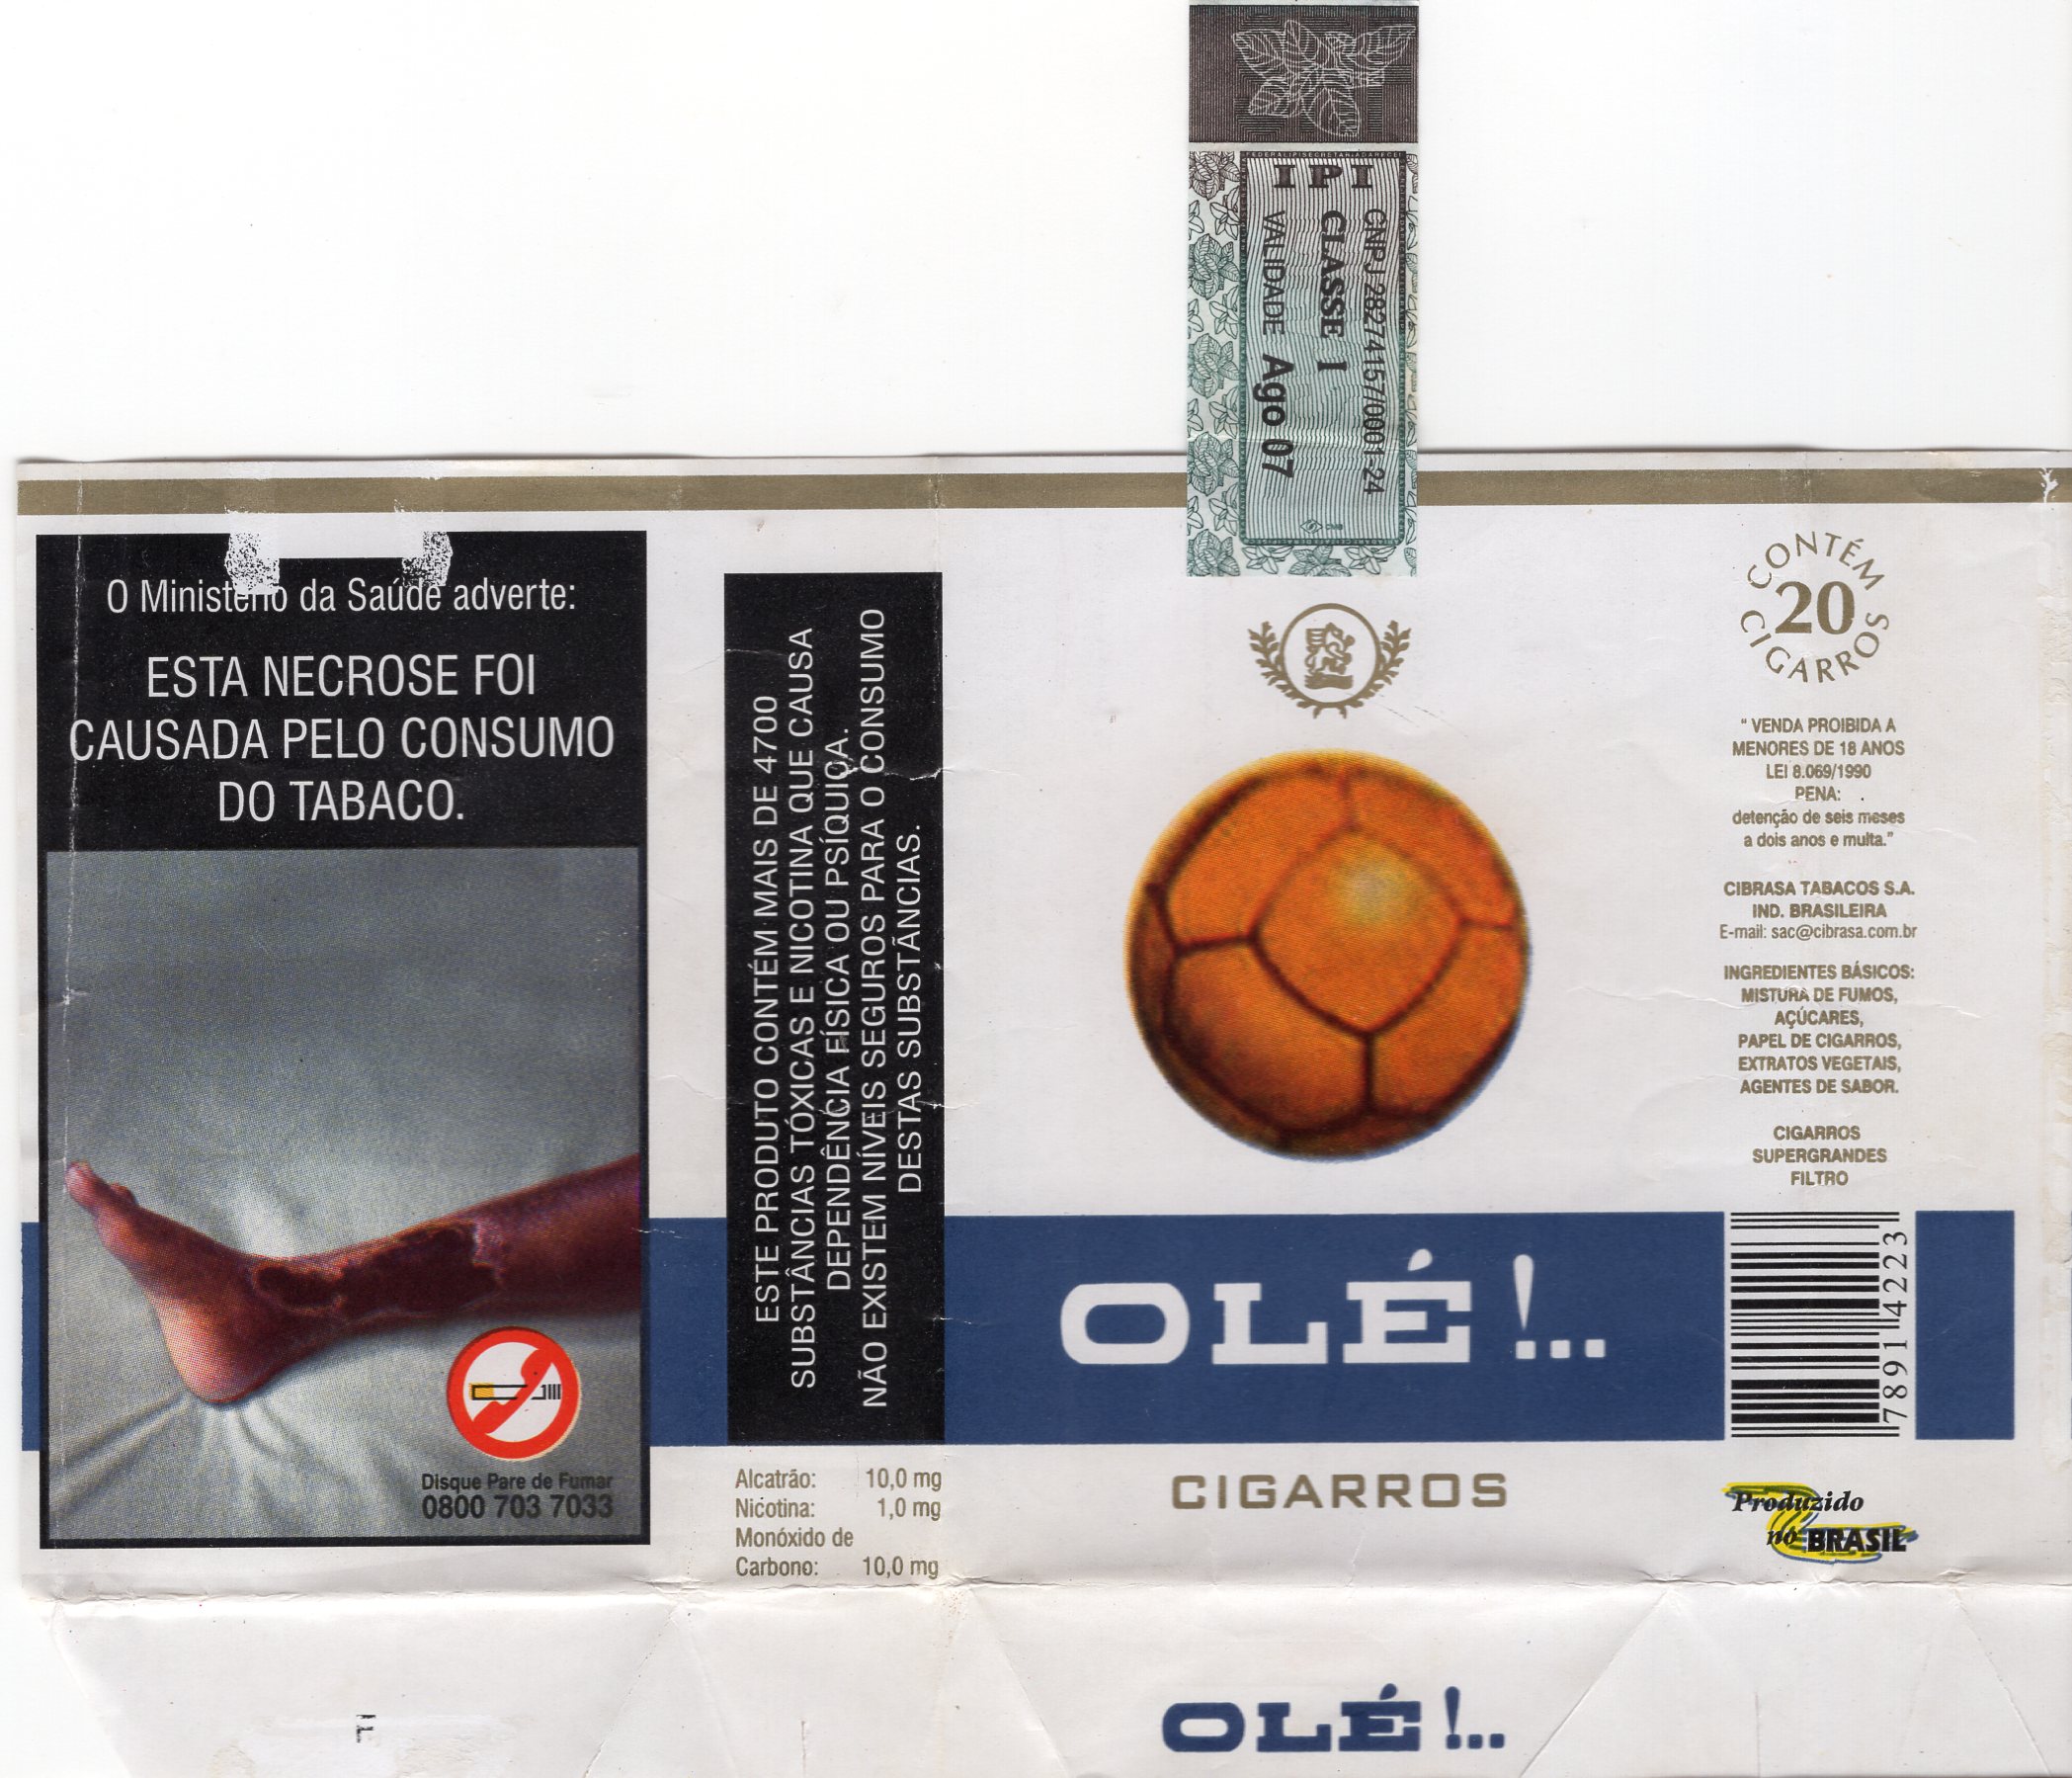 IPI
CNPJ 28274157/0001-24
CLASSE I
VALIDADE Ago 07
O Ministério da Saúde adverte:
ESTA NECROSE FOI
CAUSADA PELO CONSUMO
DO TABACO.
Disque Pare de Fumar
0800 703 7033
ESTE PRODUTO CONTÉM MAIS DE 4700
SUBSTÂNCIAS TÓXICAS E NICOTINA QUE CAUSA
DEPENDÊNCIA FÍSICA OU PSÍQUICA.
NÃO EXISTEM NÍVEIS SEGUROS PARA O CONSUMO
DESTAS SUBSTÂNCIAS.
Alcatrão: 10,0 mg
Nicotina: 1,0 mg
Monóxido de
Carbono: 10,0 mg
OLÉ!...
CIGARROS
OLÉ!...
CONTÉM
20
CIGARROS
“ VENDA PROIBIDA A
MENORES DE 18 ANOS
LEI 8.069/1990
PENA:
detenção de seis meses
a dois anos e multa.”
CIBRASA TABACOS S.A.
IND. BRASILEIRA
E-mail: sac@cibrasa.com.br
INGREDIENTES BÁSICOS:
MISTURA DE FUMOS,
AÇÚCARES,
PAPEL DE CIGARROS,
EXTRATOS VEGETAIS,
AGENTES DE SABOR.
CIGARROS
SUPERGRANDES
FILTRO
78914223
Produzido
no BRASIL